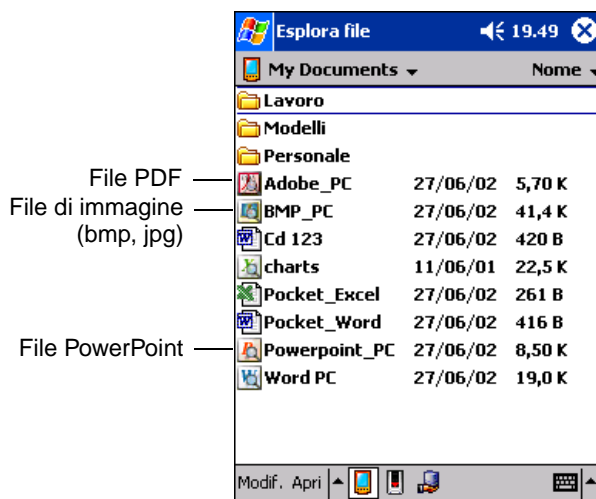 Esplora file 19.49
My Documents Nome
Lavoro
Modelli
Personale
File PDF Adobe_PC 27/06/02 5,70 K
File di immagine BMP_PC 27/06/02 41,4 K
(bmp, jpg) Cd 123 27/06/02 420 B
charts 11/06/01 22,5 K
Pocket_Excel 27/06/02 261 B
Pocket_Word 27/06/02 416 B
File PowerPoint Powerpoint_PC 27/06/02 8,50 K
Word PC 27/06/02 19,0 K
Modif. Apri